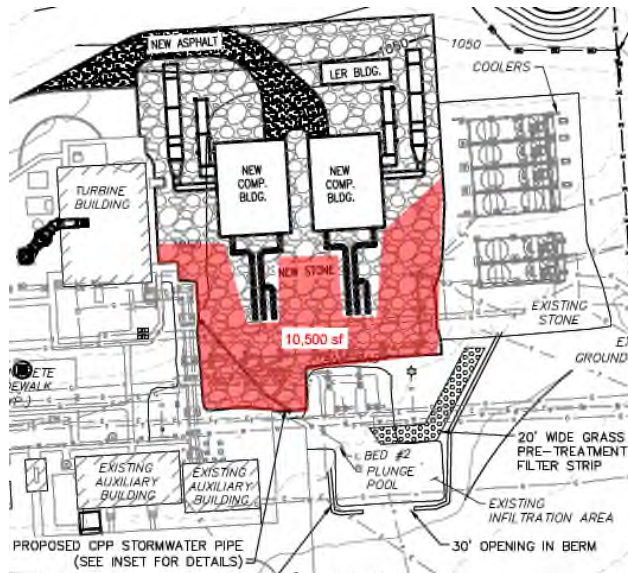 NEW ASPHALT
1060
1050
COOLERS
LER BLDG.
NEW
COMP.
BLDG.
NEW
COMP.
BLDG.
TURBINE
BUILDING
NEW STONE
EXISTING
STONE
10,500 sf
GROUND
ETE
DEWALK
P.)
20' WIDE GRASS
PRE-TREATMENT
FILTER STRIP
BED #2
PLUNGE
POOL
EXISTING
AUXILIARY
BUILDING
EXISTING
AUXILIARY
BUILDING
EXISTING
INFILTRATION AREA
PROPOSED CPP STORMWATER PIPE
(SEE INSET FOR DETAILS)
30' OPENING IN BERM